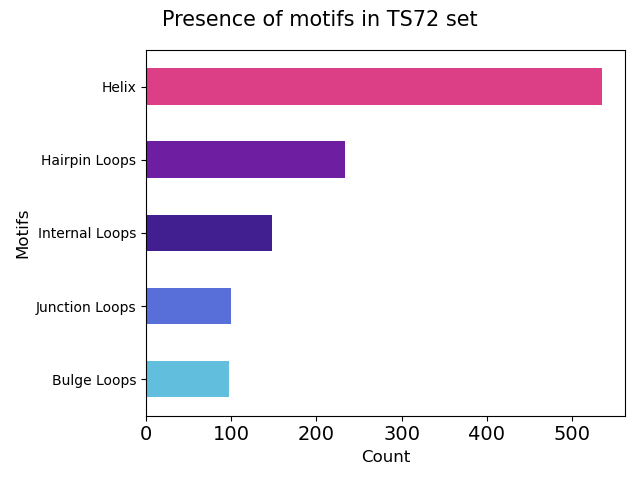 Presence of motifs in TS72 set
Helix
Hairpin Loops
Internal Loops
Junction Loops
Bulge Loops
Motifs
0 100 200 300 400 500
Count